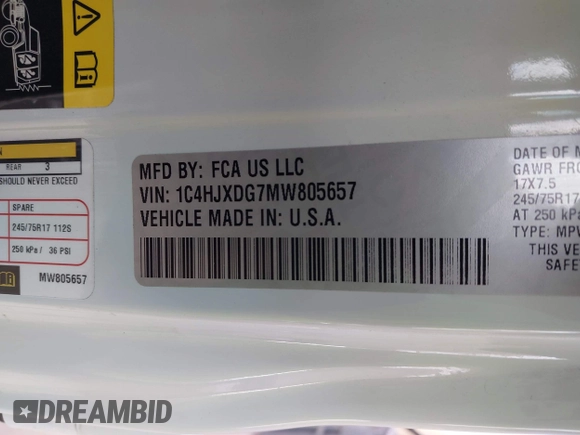 REAR 3
SHOULD NEVER EXCEED
SPARE
245/75R17 112S
250 kPa / 36 PSI
MW805657
MFD BY: FCA US LLC
VIN: 1C4HJXDG7MW805657
VEHICLE MADE IN: U.S.A.
DATE OF M
GAWR FRO
17X7.5
245/75R17
AT 250 kPa
TYPE: MPV
THIS VEH
SAFET
DREAMBID